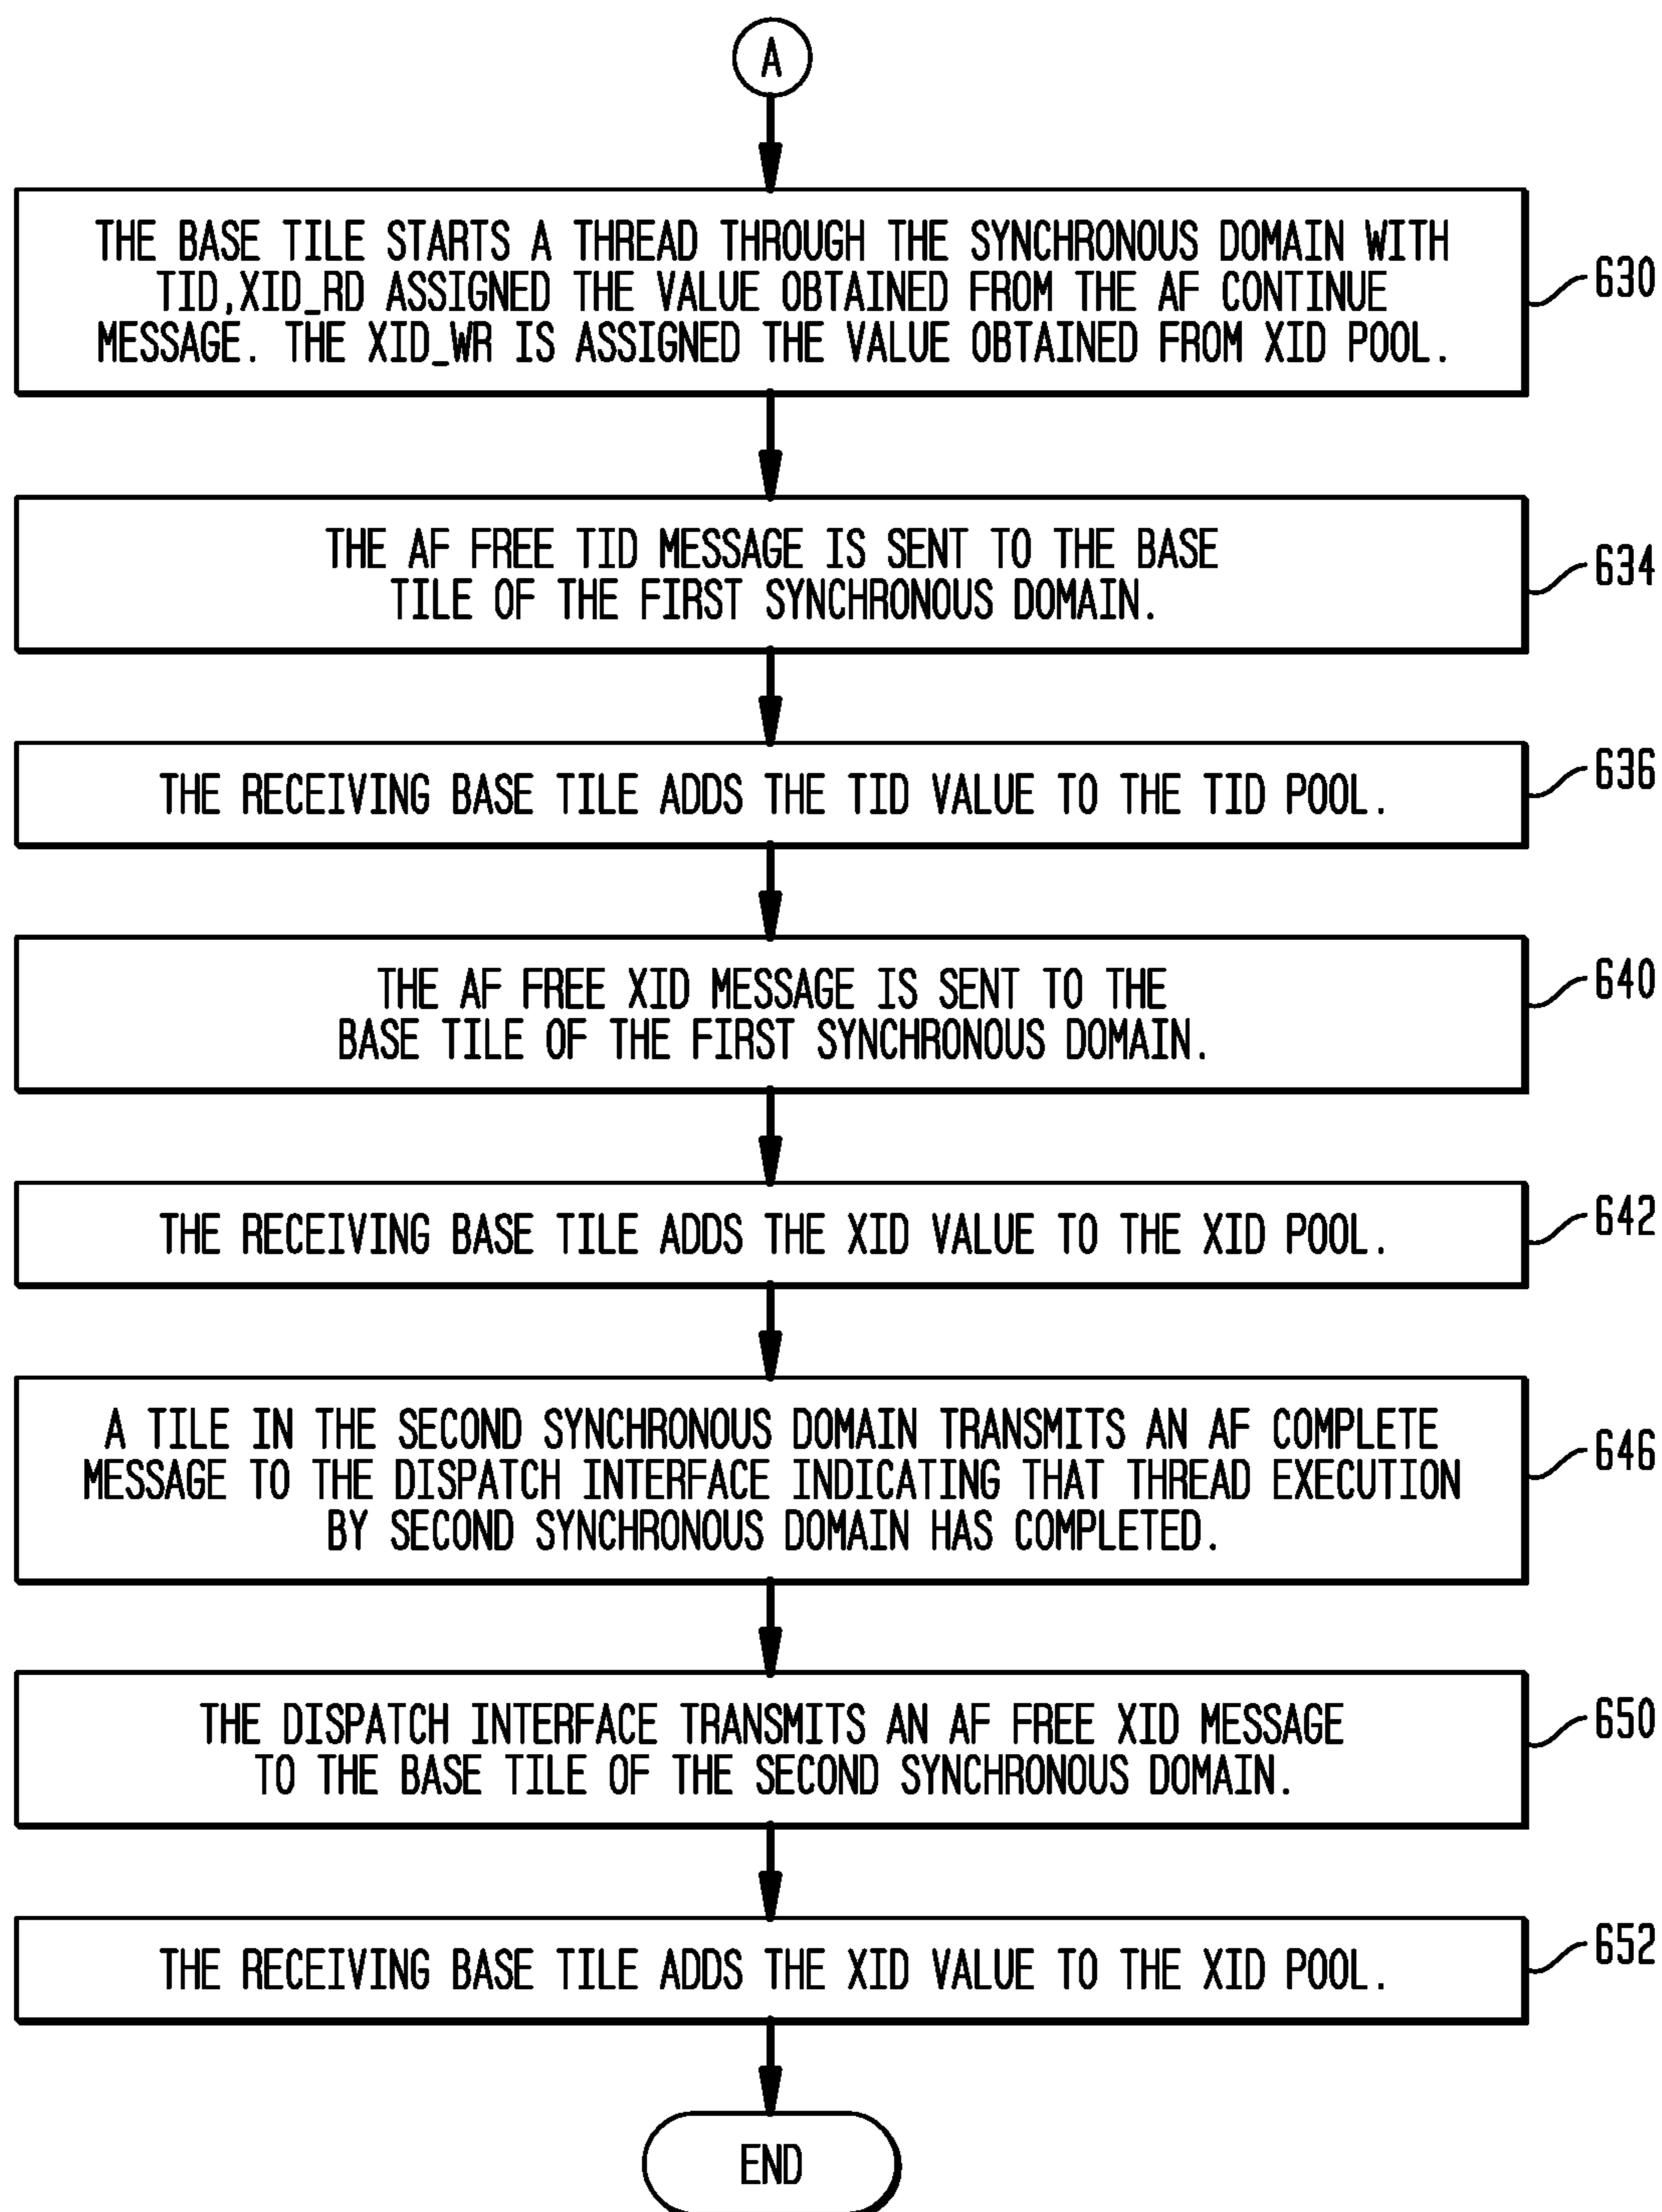 A
THE BASE TILE STARTS A THREAD THROUGH THE SYNCHRONOUS DOMAIN WITH
TID,XID_RD ASSIGNED THE VALUE OBTAINED FROM THE AF CONTINUE
MESSAGE. THE XID_WR IS ASSIGNED THE VALUE OBTAINED FROM XID POOL.
630
THE AF FREE TID MESSAGE IS SENT TO THE BASE
TILE OF THE FIRST SYNCHRONOUS DOMAIN.
634
THE RECEIVING BASE TILE ADDS THE TID VALUE TO THE TID POOL.
636
THE AF FREE XID MESSAGE IS SENT TO THE
BASE TILE OF THE FIRST SYNCHRONOUS DOMAIN.
640
THE RECEIVING BASE TILE ADDS THE XID VALUE TO THE XID POOL.
642
A TILE IN THE SECOND SYNCHRONOUS DOMAIN TRANSMITS AN AF COMPLETE
MESSAGE TO THE DISPATCH INTERFACE INDICATING THAT THREAD EXECUTION
BY SECOND SYNCHRONOUS DOMAIN HAS COMPLETED.
646
THE DISPATCH INTERFACE TRANSMITS AN AF FREE XID MESSAGE
TO THE BASE TILE OF THE SECOND SYNCHRONOUS DOMAIN.
650
THE RECEIVING BASE TILE ADDS THE XID VALUE TO THE XID POOL.
652
END